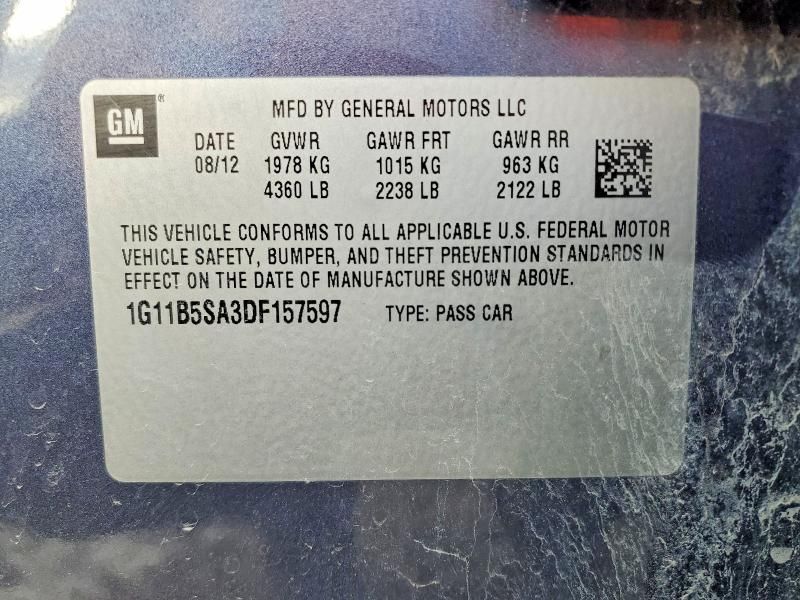 GM®
MFD BY GENERAL MOTORS LLC
DATE GVWR GAWR FRT GAWR RR
08/12 1978 KG 1015 KG 963 KG
4360 LB 2238 LB 2122 LB
THIS VEHICLE CONFORMS TO ALL APPLICABLE U.S. FEDERAL MOTOR
VEHICLE SAFETY, BUMPER, AND THEFT PREVENTION STANDARDS IN
EFFECT ON THE DATE OF MANUFACTURE SHOWN ABOVE.
1G11B5SA3DF157597 TYPE: PASS CAR